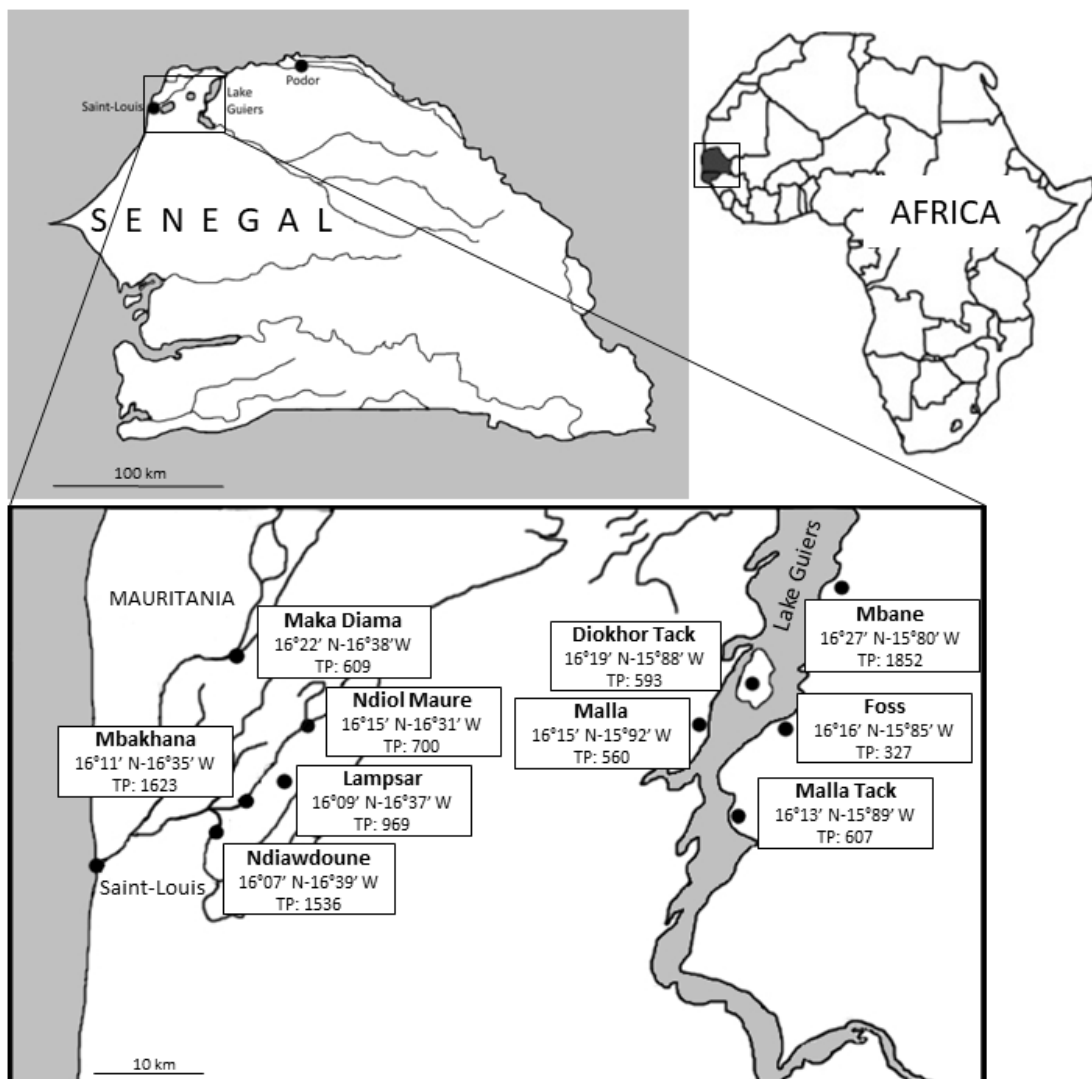 Podor
Saint-Louis
Lake
Guiers
SENEGAL
100 km
AFRICA
MAURITANIA
Lake Guiers
Maka Diama
16°22’ N-16°38’W
TP: 609
Ndiol Maure
16°15’ N-16°31’ W
TP: 700
Mbakhana
16°11’ N-16°35’ W
TP: 1623
Lampsar
16°09’ N-16°37’ W
TP: 969
Ndiawdoune
16°07’ N-16°39’ W
TP: 1536
Saint-Louis
Diokhor Tack
16°19’ N-15°88’ W
TP: 593
Malla
16°15’ N-15°92’ W
TP: 560
Mbane
16°27’ N-15°80’ W
TP: 1852
Foss
16°16’ N-15°85’ W
TP: 327
Malla Tack
16°13’ N-15°89’ W
TP: 607
10 km